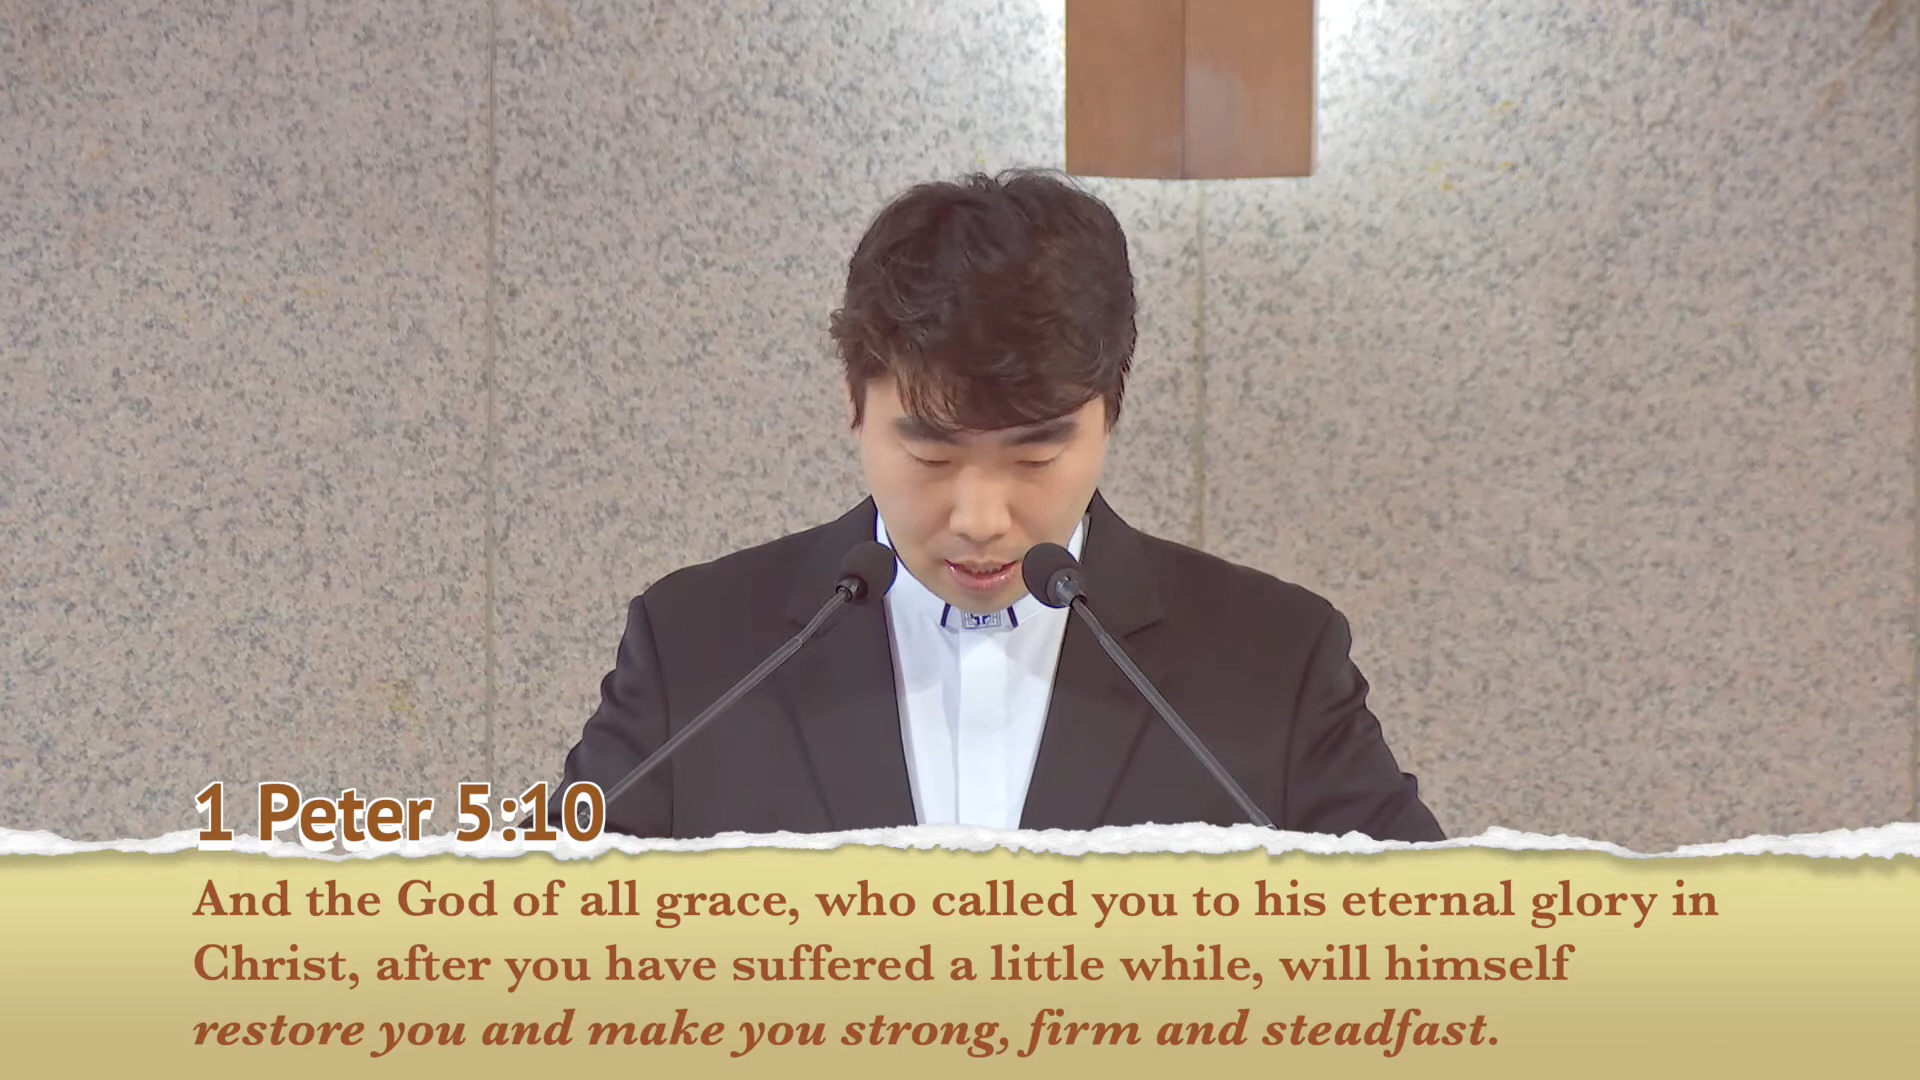 1 Peter 5:10
And the God of all grace, who called you to his eternal glory in
Christ, after you have suffered a little while, will himself
restore you and make you strong, firm and steadfast.